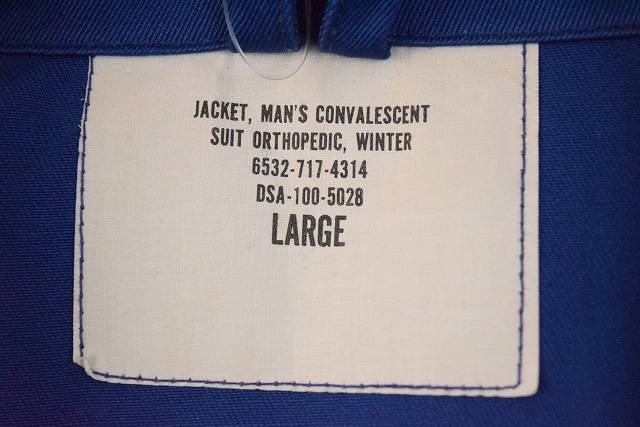 JACKET, MAN'S CONVALESCENT
SUIT ORTHOPEDIC, WINTER
6532-717-4314
DSA-100-5028
LARGE